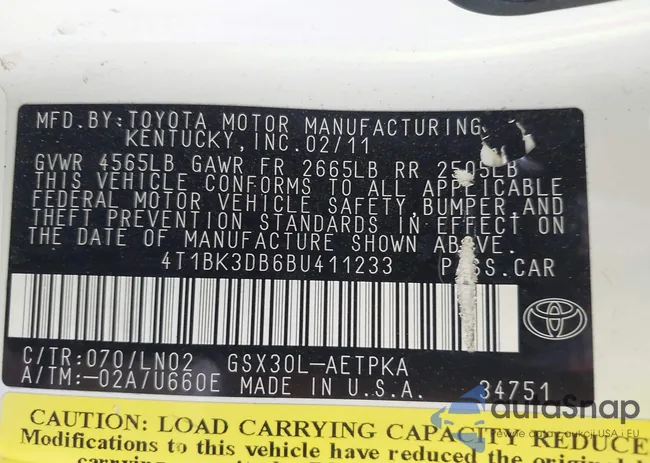 MFD.BY:TOYOTA MOTOR MANUFACTURING
KENTUCKY,INC.02/11
GVWR 4565LB GAWR FR 2665LB RR 2505LB
THIS VEHICLE CONFORMS TO ALL APPLICABLE
FEDERAL MOTOR VEHICLE SAFETY,BUMPER,AND
THEFT PREVENTION STANDARDS IN EFFECT ON
THE DATE OF MANUFACTURE SHOWN ABOVE.
4T1BK3DB6BU411233 PASS.CAR
C/TR:070/LN02 GSX30L-AETPKA
A/TM:-02A/U660E MADE IN U.S.A. 34751
autoSnap
CAUTION: LOAD CARRYING CAPACITY REDUCE
Modifications to this vehicle have reduced the original